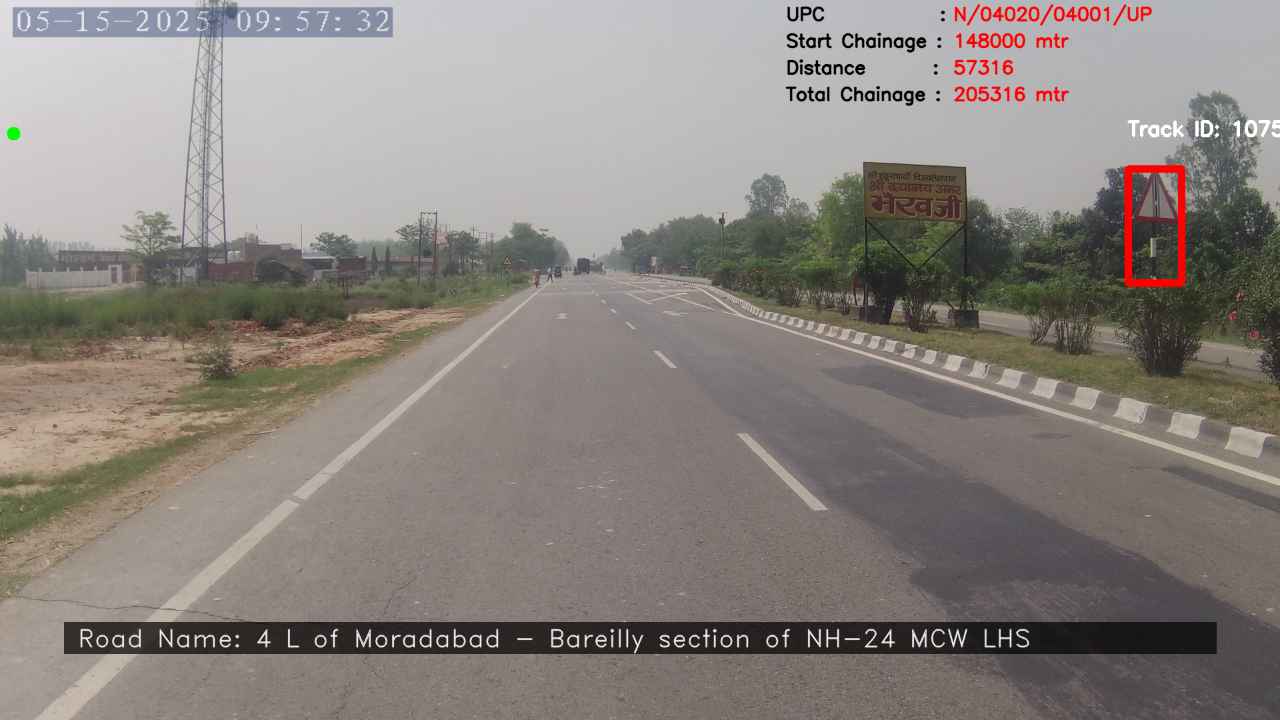 05-15-2025 09:57:32
UPC : N/04020/04001/UP
Start Chainage : 148000 mtr
Distance : 57316
Total Chainage : 205316 mtr
Track ID: 1075
श्री
भैरवजी
Road Name: 4 L of Moradabad - Bareilly section of NH-24 MCW LHS